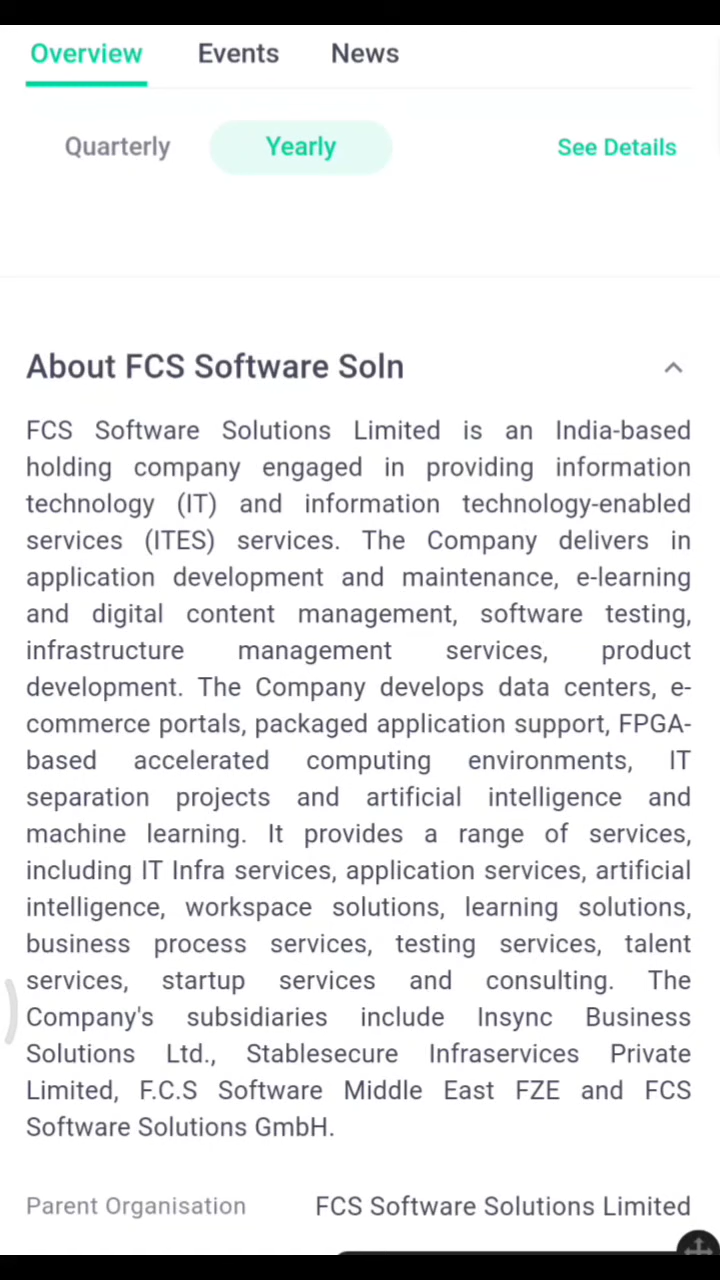 Overview Events News
Quarterly Yearly See Details
About FCS Software Soln
FCS Software Solutions Limited is an India-based
holding company engaged in providing information
technology (IT) and information technology-enabled
services (ITES) services. The Company delivers in
application development and maintenance, e-learning
and digital content management, software testing,
infrastructure management services, product
development. The Company develops data centers, e-
commerce portals, packaged application support, FPGA-
based accelerated computing environments, IT
separation projects and artificial intelligence and
machine learning. It provides a range of services,
including IT Infra services, application services, artificial
intelligence, workspace solutions, learning solutions,
business process services, testing services, talent
services, startup services and consulting. The
Company's subsidiaries include Insync Business
Solutions Ltd., Stablesecure Infraservices Private
Limited, F.C.S Software Middle East FZE and FCS
Software Solutions GmbH.
Parent Organisation FCS Software Solutions Limited